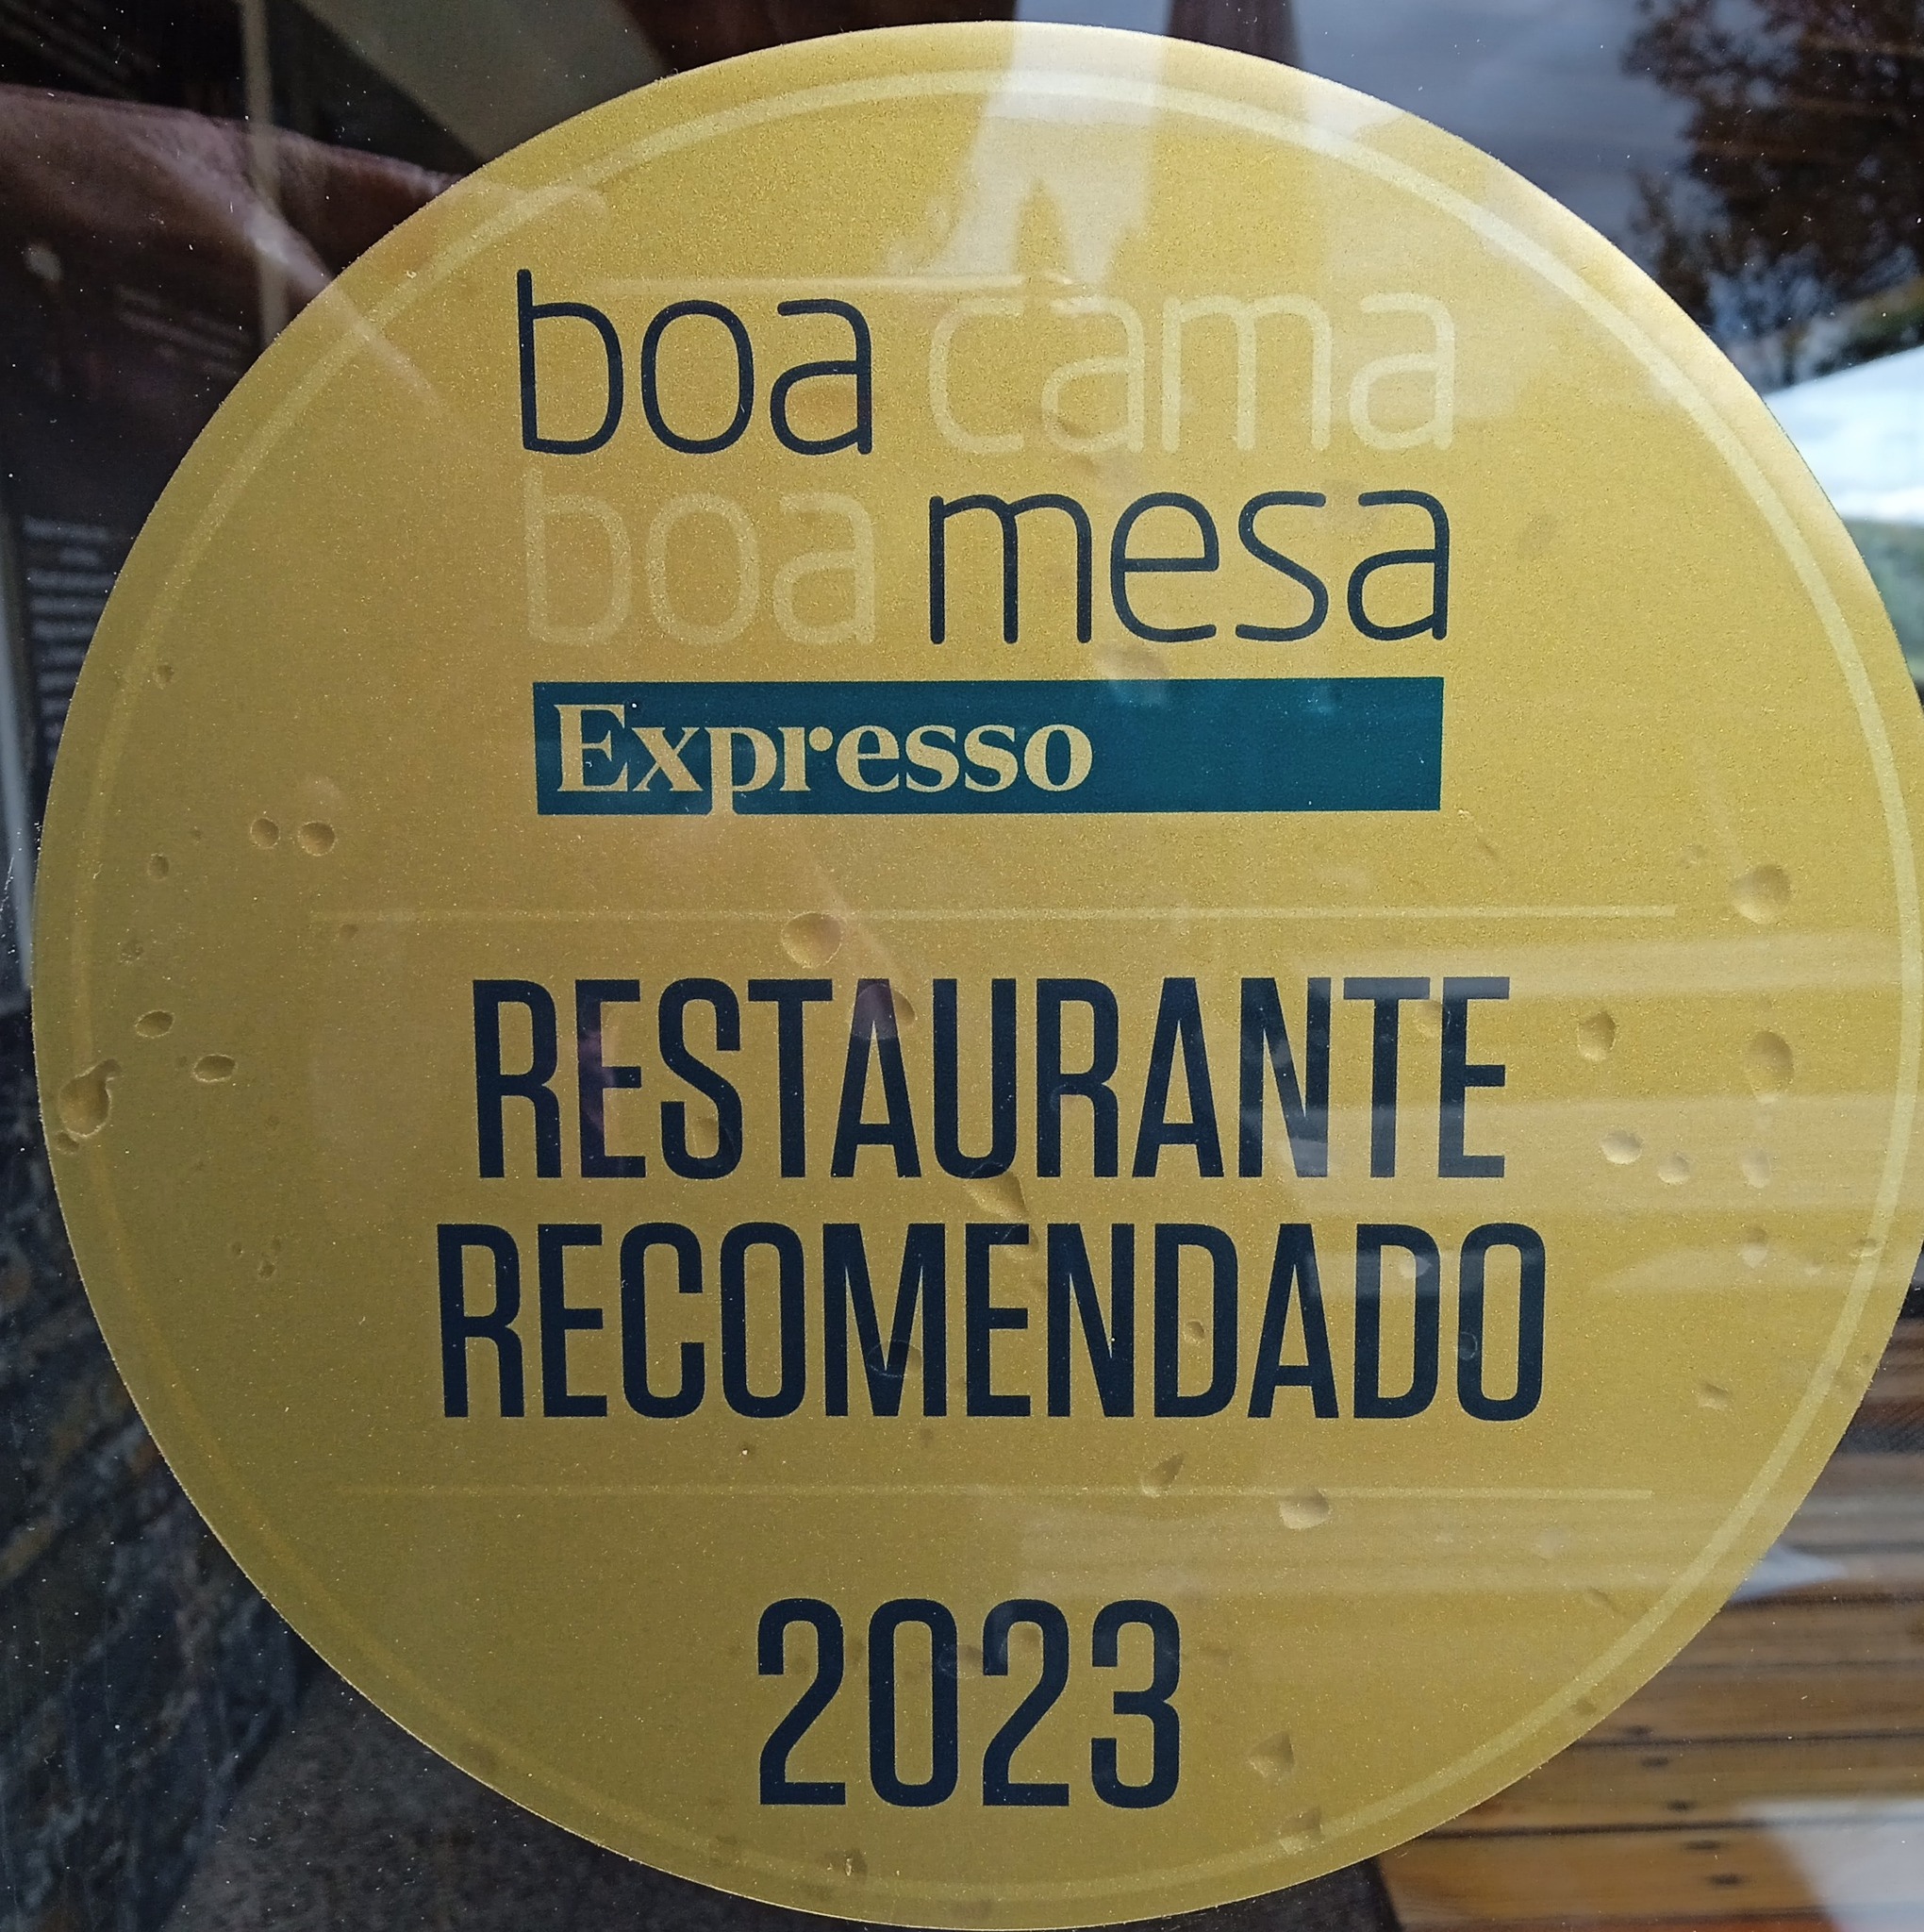 boa cama
boa mesa
Expresso
RESTAURANTE
RECOMENDADO
2023